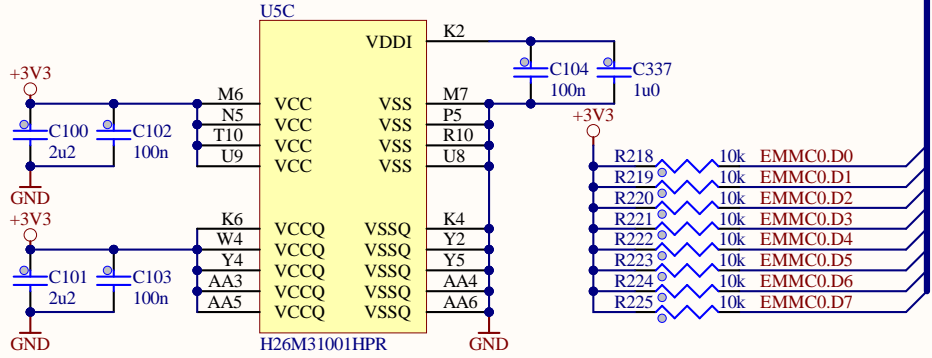 U5C
VDDI K2
C104
100n
C337
1u0
+3V3
C100
2u2
C102
100n
GND
M6 VCC VSS M7
N5 VCC VSS P5
T10 VCC VSS R10
U9 VCC VSS U8
+3V3
C101
2u2
C103
100n
GND
K6 VCCQ VSSQ K4
W4 VCCQ VSSQ Y2
Y4 VCCQ VSSQ Y5
AA3 VCCQ VSSQ AA4
AA5 VCCQ VSSQ AA6
GND
H26M31001HPR
+3V3
R218 10k EMMC0.D0
R219 10k EMMC0.D1
R220 10k EMMC0.D2
R221 10k EMMC0.D3
R222 10k EMMC0.D4
R223 10k EMMC0.D5
R224 10k EMMC0.D6
R225 10k EMMC0.D7